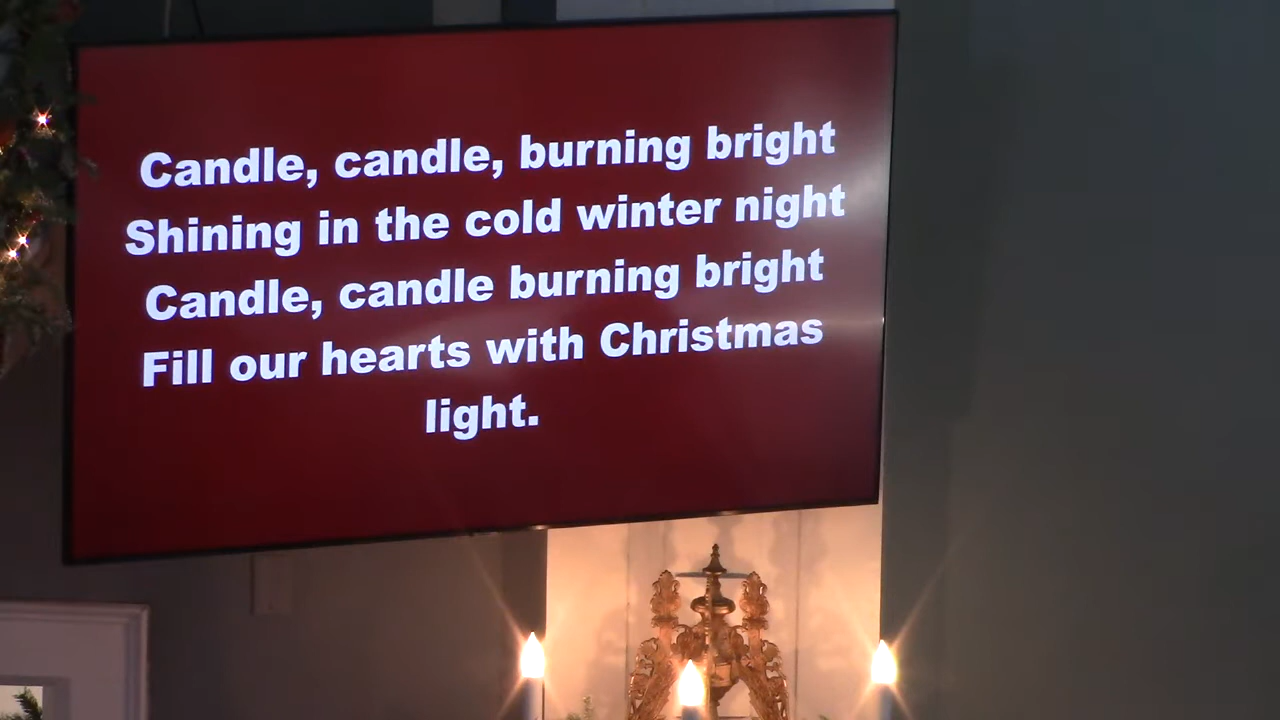 Candle, candle, burning bright
Shining in the cold winter night
Candle, candle burning bright
Fill our hearts with Christmas
light.